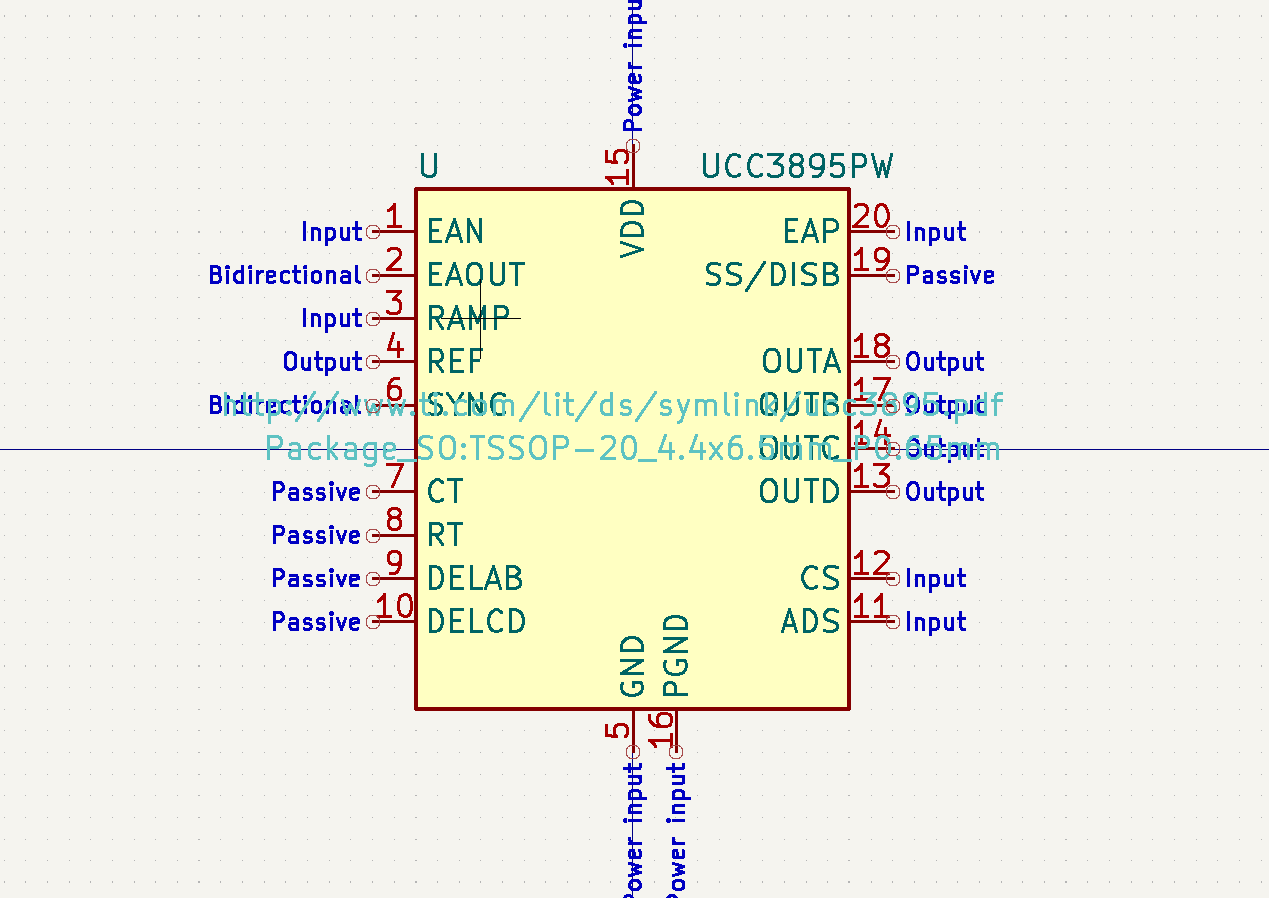 Power input
15
U
UCC3895PW
VDD
Input 1 EAN
EAP 20 Input
Bidirectional 2 EAOUT
SS/DISB 19 Passive
Input 3 RAMP
Output 4 REF
OUTA 18 Output
Bidirectional 6 SYNC
OUTB 17 Output
http://www.ti.com/lit/ds/symlink/ucc3895.pdf
OUTC 14 Output
Package_SO:TSSOP-20_4.4x6.5mm_P0.65mm
Passive 7 CT
OUTD 13 Output
Passive 8 RT
Passive 9 DELAB
CS 12 Input
Passive 10 DELCD
ADS 11 Input
GND
PGND
5
16
Power input
Power input